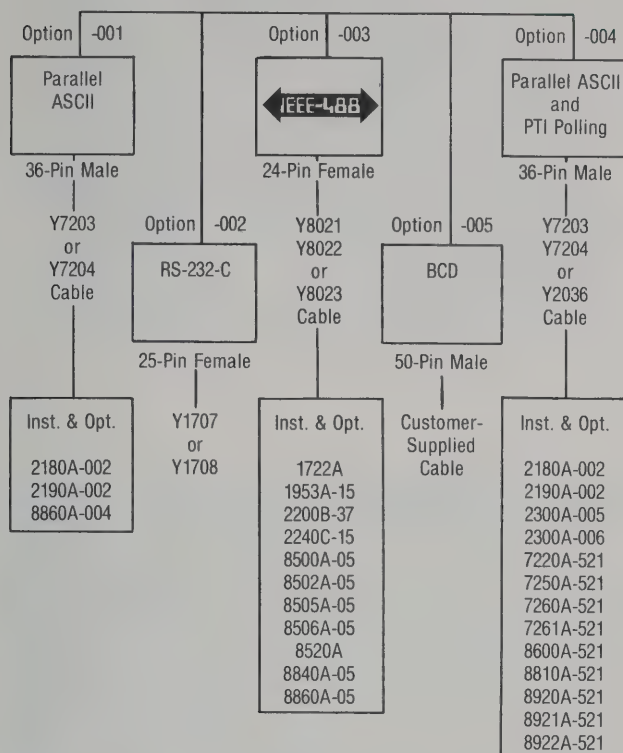 Option -001
Parallel
ASCII
36-Pin Male
Y7203
or
Y7204
Cable
Inst. & Opt.
2180A-002
2190A-002
8860A-004
Option -002
RS-232-C
25-Pin Female
Y1707
or
Y1708
Option -003
IEEE-488
24-Pin Female
Y8021
Y8022
or
Y8023
Cable
Inst. & Opt.
1722A
1953A-15
2200B-37
2240C-15
8500A-05
8502A-05
8505A-05
8506A-05
8520A
8840A-05
8860A-05
Option -005
BCD
50-Pin Male
Customer-
Supplied
Cable
Option -004
Parallel ASCII
and
PTI Polling
36-Pin Male
Y7203
Y7204
or
Y2036
Cable
Inst. & Opt.
2180A-002
2190A-002
2300A-005
2300A-006
7220A-521
7250A-521
7260A-521
7261A-521
8600A-521
8810A-521
8920A-521
8921A-521
8922A-521